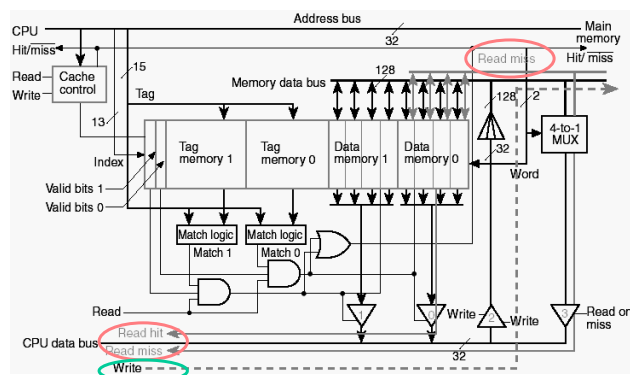 Address bus
CPU
32
Main
memory
Hit/miss
Read miss
Hit/ miss
Read
Write
Cache
control
15
Memory data bus
128
Tag
128
2
13
4-to-1
MUX
Index
Tag
memory 1
Tag
memory 0
Data
memory 1
Data
memory 0
32
Word
Valid bits 1
Valid bits 0
Match logic
Match logic
Match 1
Match 0
Read
1
0
Write
2
Write
3
Read on
miss
Read hit
CPU data bus
Read miss
32
Write